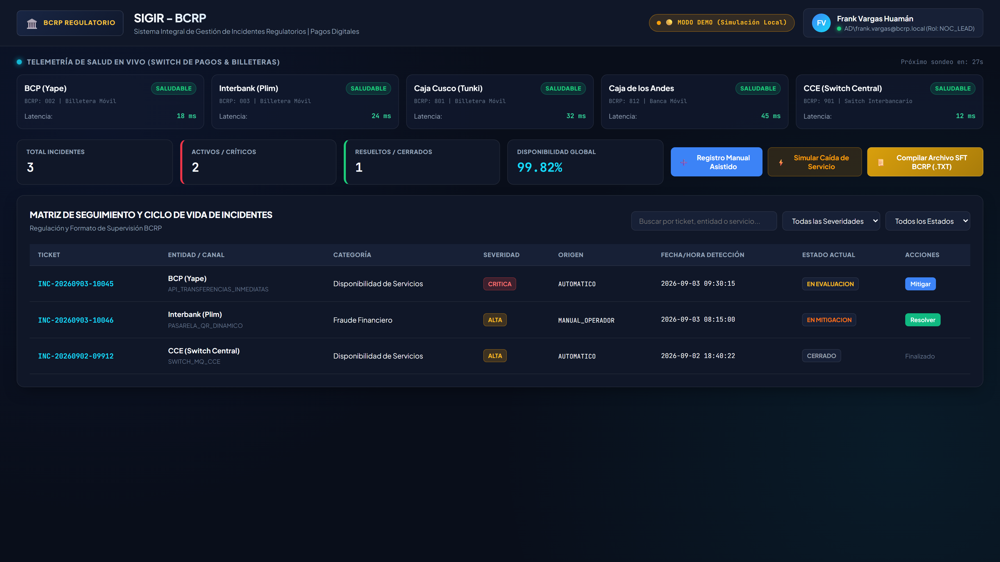 BCRP REGULATORIO
SIGIR – BCRP
Sistema Integral de Gestión de Incidentes Regulatorios | Pagos Digitales
MODO DEMO (Simulación Local)
FV
Frank Vargas Huamán
AD\frank.vargas@bcrp.local (Rol: NOC_LEAD)
TELEMETRÍA DE SALUD EN VIVO (SWITCH DE PAGOS & BILLETERAS)
Próximo sondeo en: 27s
BCP (Yape)
SALUDABLE
BCRP: 002 | Billetera Móvil
Latencia:
18 ms
Interbank (Plim)
SALUDABLE
BCRP: 003 | Billetera Móvil
Latencia:
24 ms
Caja Cusco (Tunki)
SALUDABLE
BCRP: 801 | Billetera Móvil
Latencia:
32 ms
Caja de los Andes
SALUDABLE
BCRP: 812 | Banca Móvil
Latencia:
45 ms
CCE (Switch Central)
SALUDABLE
BCRP: 901 | Switch Interbancario
Latencia:
12 ms
TOTAL INCIDENTES
3
ACTIVOS / CRÍTICOS
2
RESUELTOS / CERRADOS
1
DISPONIBILIDAD GLOBAL
99.82%
Registro Manual
Asistido
Simular Caída de
Servicio
Compilar Archivo SFT
BCRP (.TXT)
MATRIZ DE SEGUIMIENTO Y CICLO DE VIDA DE INCIDENTES
Regulación y Formato de Supervisión BCRP
Buscar por ticket, entidad o servicio...
Todas las Severidades
Todos los Estados
TICKET ENTIDAD / CANAL CATEGORÍA SEVERIDAD ORIGEN FECHA/HORA DETECCIÓN ESTADO ACTUAL ACCIONES
INC-20260903-10045
BCP (Yape)
API_TRANSFERENCIAS_INMEDIATAS
Disponibilidad de Servicios
CRITICA
AUTOMATICO
2026-09-03 09:30:15
EN EVALUACION
Mitigar
INC-20260903-10046
Interbank (Plim)
PASARELA_QR_DINAMICO
Fraude Financiero
ALTA
MANUAL_OPERADOR
2026-09-03 08:15:00
EN MITIGACION
Resolver
INC-20260902-09912
CCE (Switch Central)
SWITCH_MQ_CCE
Disponibilidad de Servicios
ALTA
AUTOMATICO
2026-09-02 18:40:22
CERRADO
Finalizado